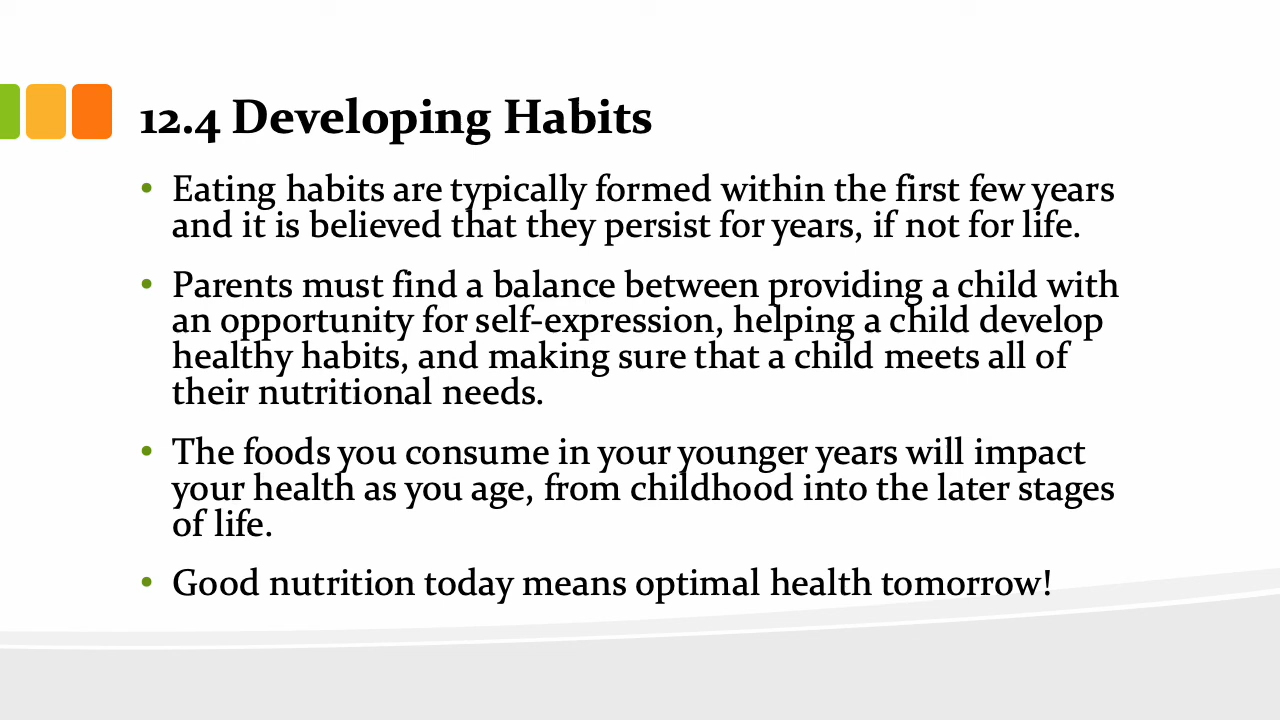 12.4 Developing Habits
• Eating habits are typically formed within the first few years
and it is believed that they persist for years, if not for life.
• Parents must find a balance between providing a child with
an opportunity for self-expression, helping a child develop
healthy habits, and making sure that a child meets all of
their nutritional needs.
• The foods you consume in your younger years will impact
your health as you age, from childhood into the later stages
of life.
• Good nutrition today means optimal health tomorrow!